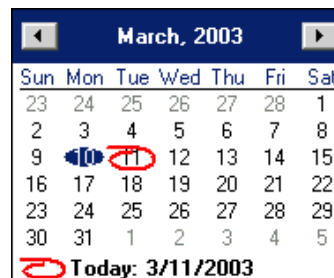 March, 2003
Sun Mon Tue Wed Thu Fri Sat
23 24 25 26 27 28 1
2 3 4 5 6 7 8
9 10 11 12 13 14 15
16 17 18 19 20 21 22
23 24 25 26 27 28 29
30 31 1 2 3 4 5
Today: 3/11/2003